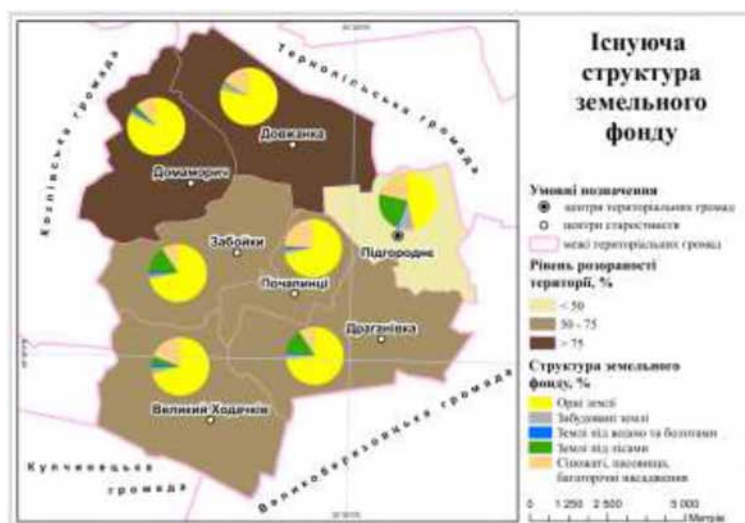 Існуюча
структура
земельного
фонду
Умовні позначення
центри територіальних громад
центри старостинств
межі територіальних громад
Рівень розораності
території, %
< 50
50 - 75
> 75
Структура земельного
фонду, %
Орні землі
Забудовані землі
Землі під водою та болотами
Землі під лісами
Сіножаті, пасовища,
багаторічні насадження
0 1 250 2 500 5 000
Метрів
Козлівська громада
Тернопільська громада
Довжанка
Домаморич
Забойки
Підгороднє
Почапинці
Драганівка
Великий Ходачків
Купчинецька
громада
Великоберезовицька громада